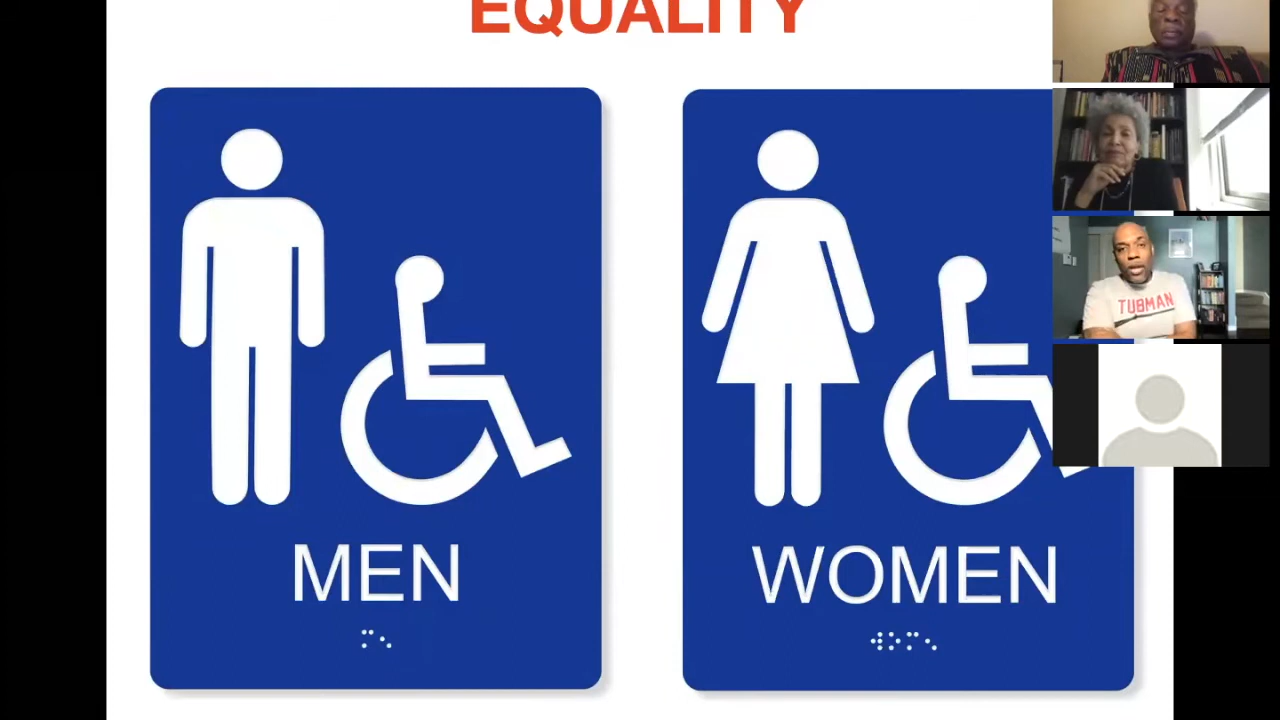 EQUALITY
MEN
⠍⠢
WOMEN
⠺⠕⠍⠢
TUBMAN